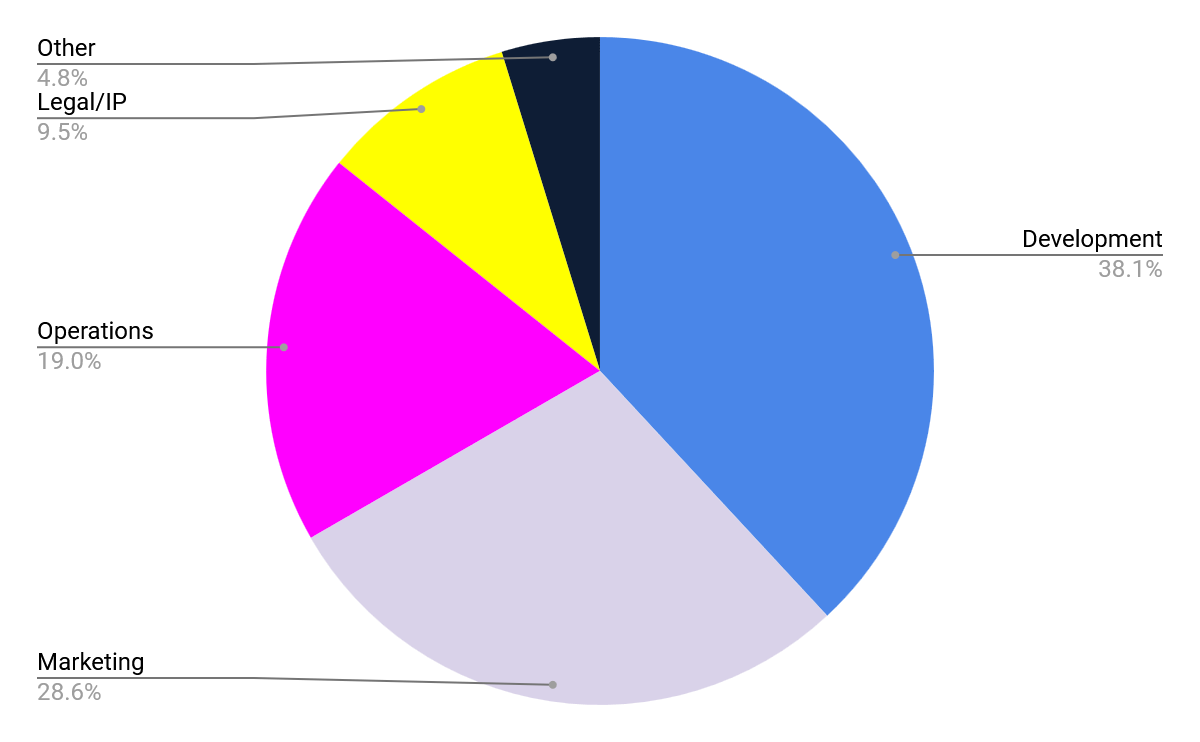 Other
4.8%
Legal/IP
9.5%
Development
38.1%
Operations
19.0%
Marketing
28.6%